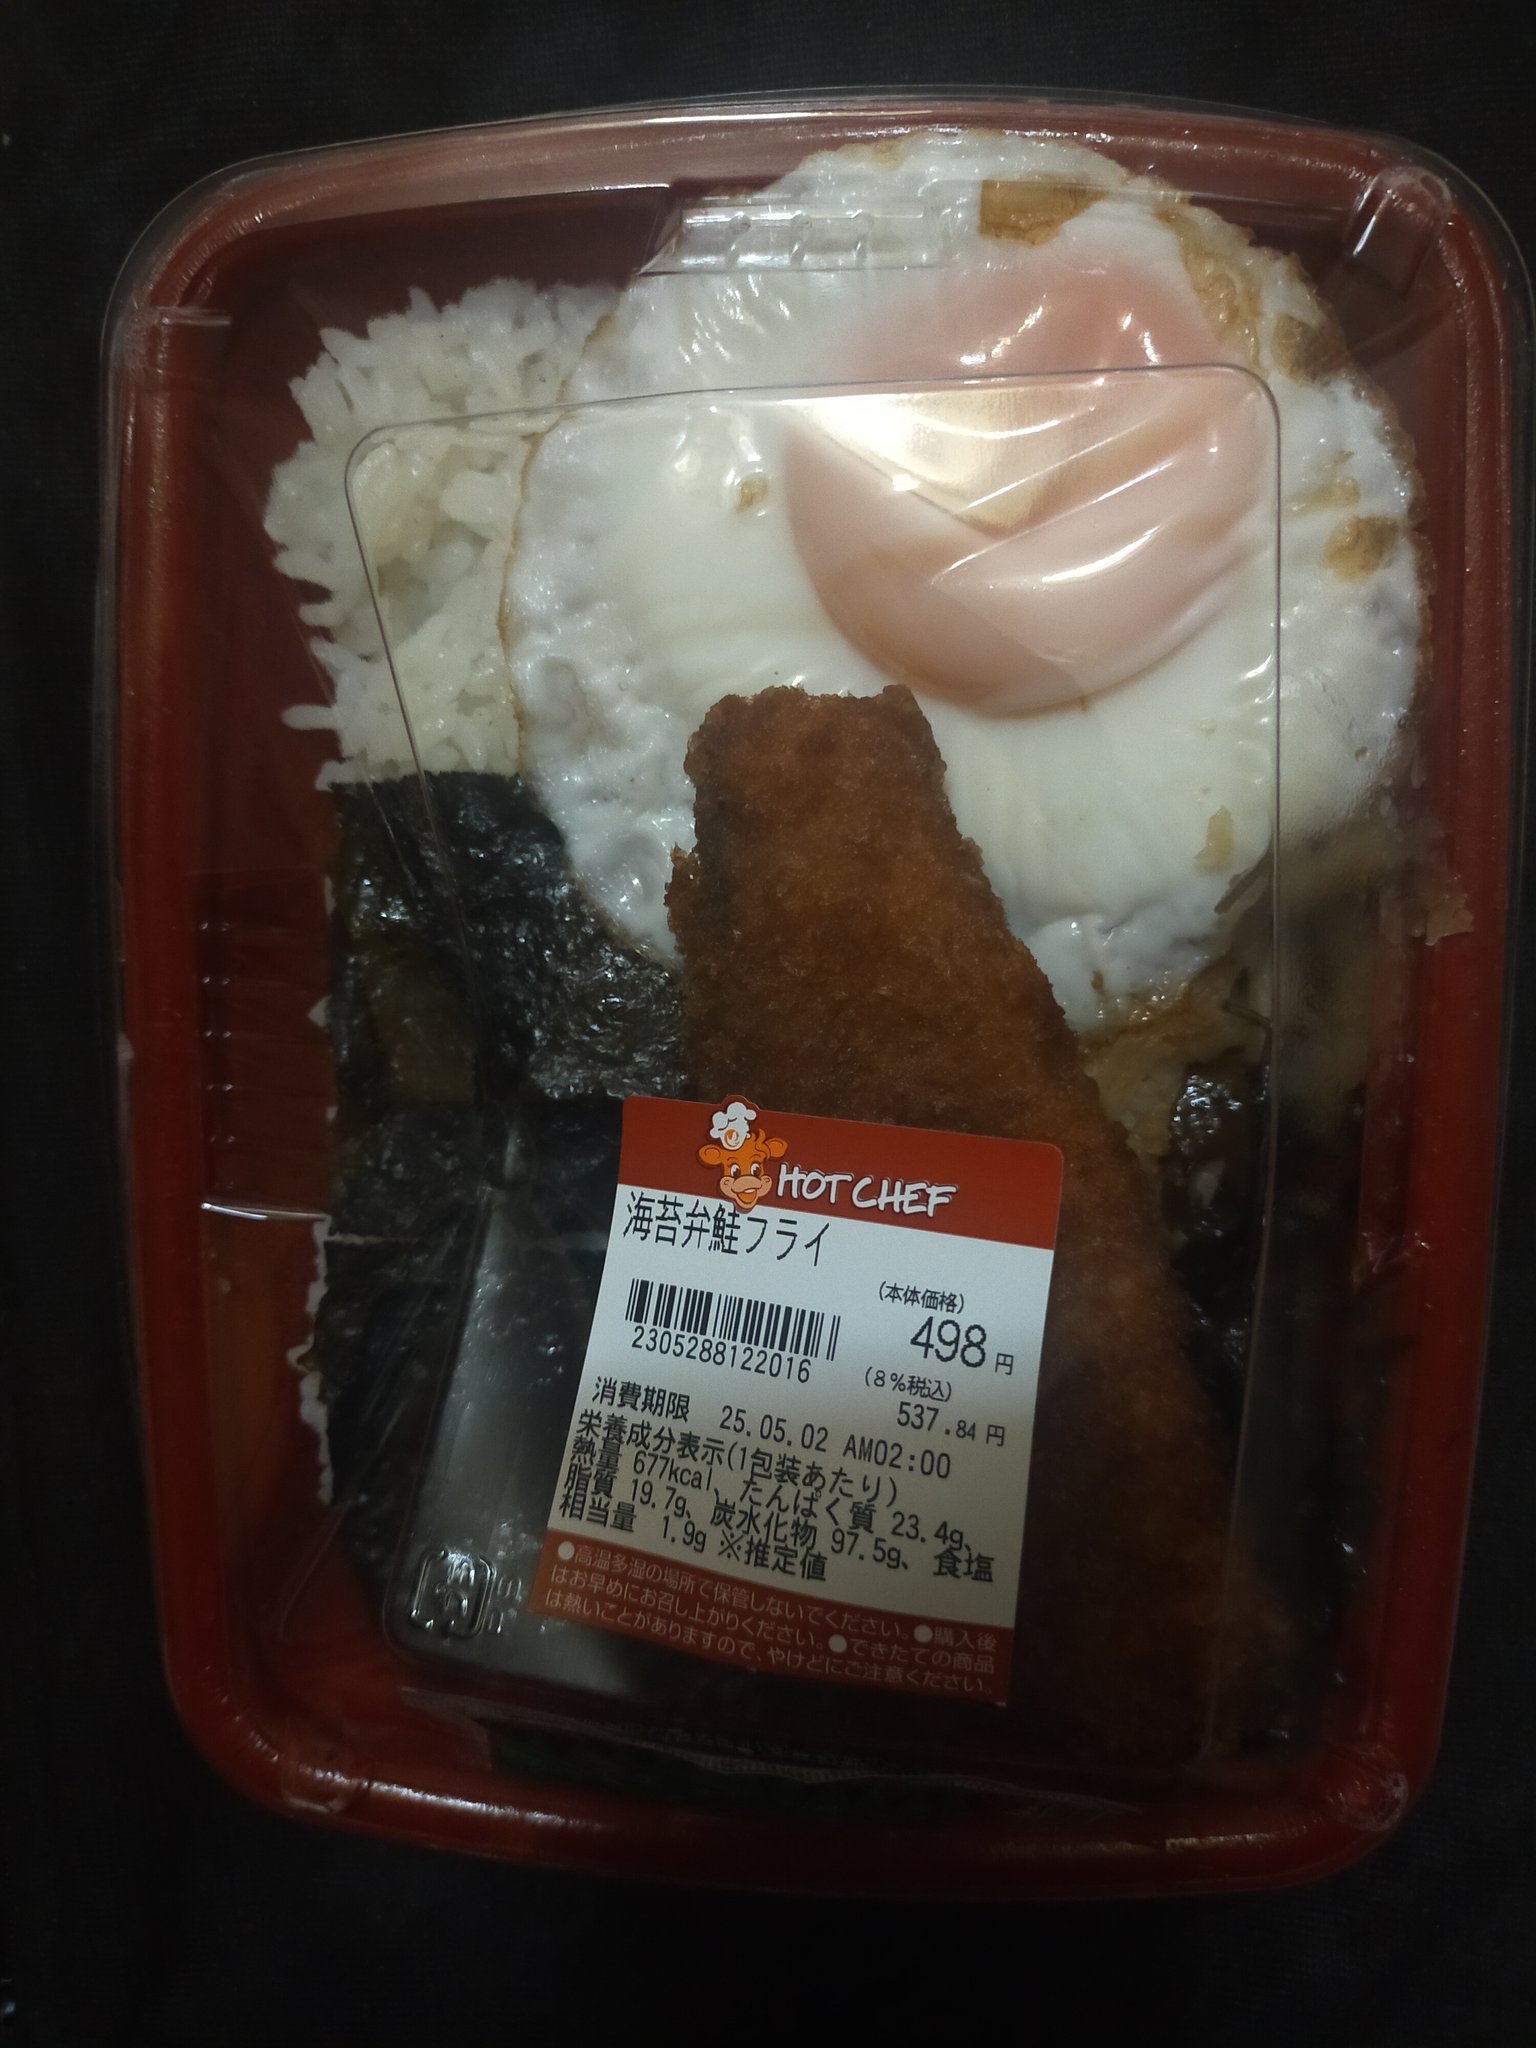 HOT CHEF
海苔弁鮭フライ
(本体価格)
498円
2305288122016
(8%税込)
537.84円
消費期限 25.05.02 AM02:00
栄養成分表示(1包装あたり)
熱量 677kcal、たんぱく質 23.4g、
脂質 19.7g、炭水化物 97.5g、食塩
相当量 1.9g ※推定値
●高温多湿の場所で保管しないでください。●購入後
はお早めにお召し上がりください。●できたての商品
は熱いことがありますので、やけどにご注意ください。